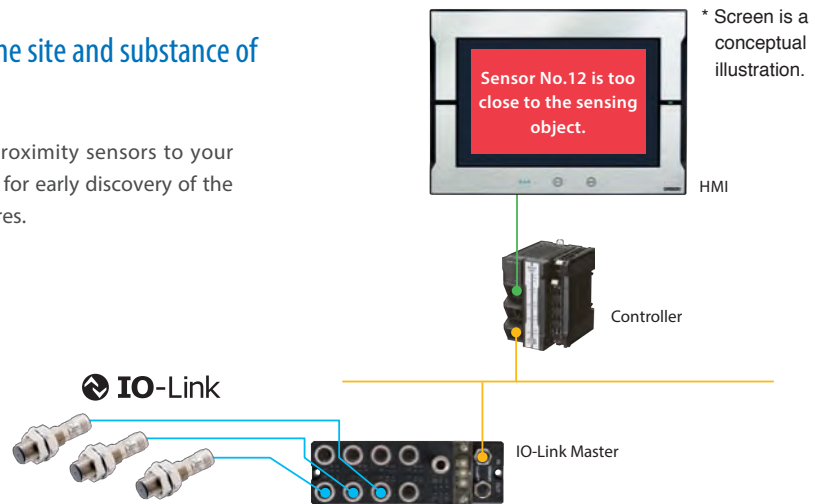 he site and substance of
roximity sensors to your
for early discovery of the
res.
* Screen is a
conceptual
illustration.
Sensor No.12 is too
close to the sensing
object.
HMI
Controller
IO-Link
IO-Link Master